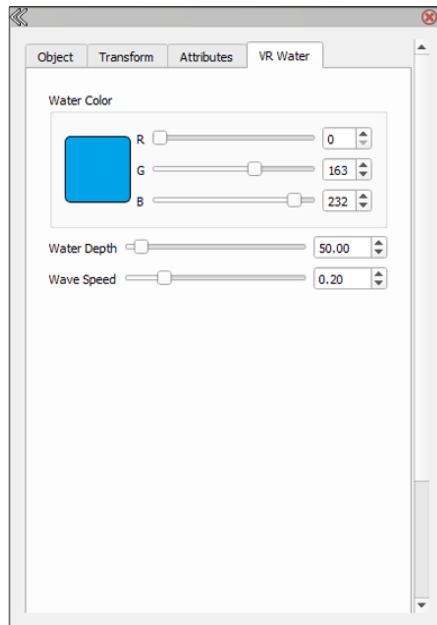 Object Transform Attributes VR Water
Water Color
R 0
G 163
B 232
Water Depth 50.00
Wave Speed 0.20